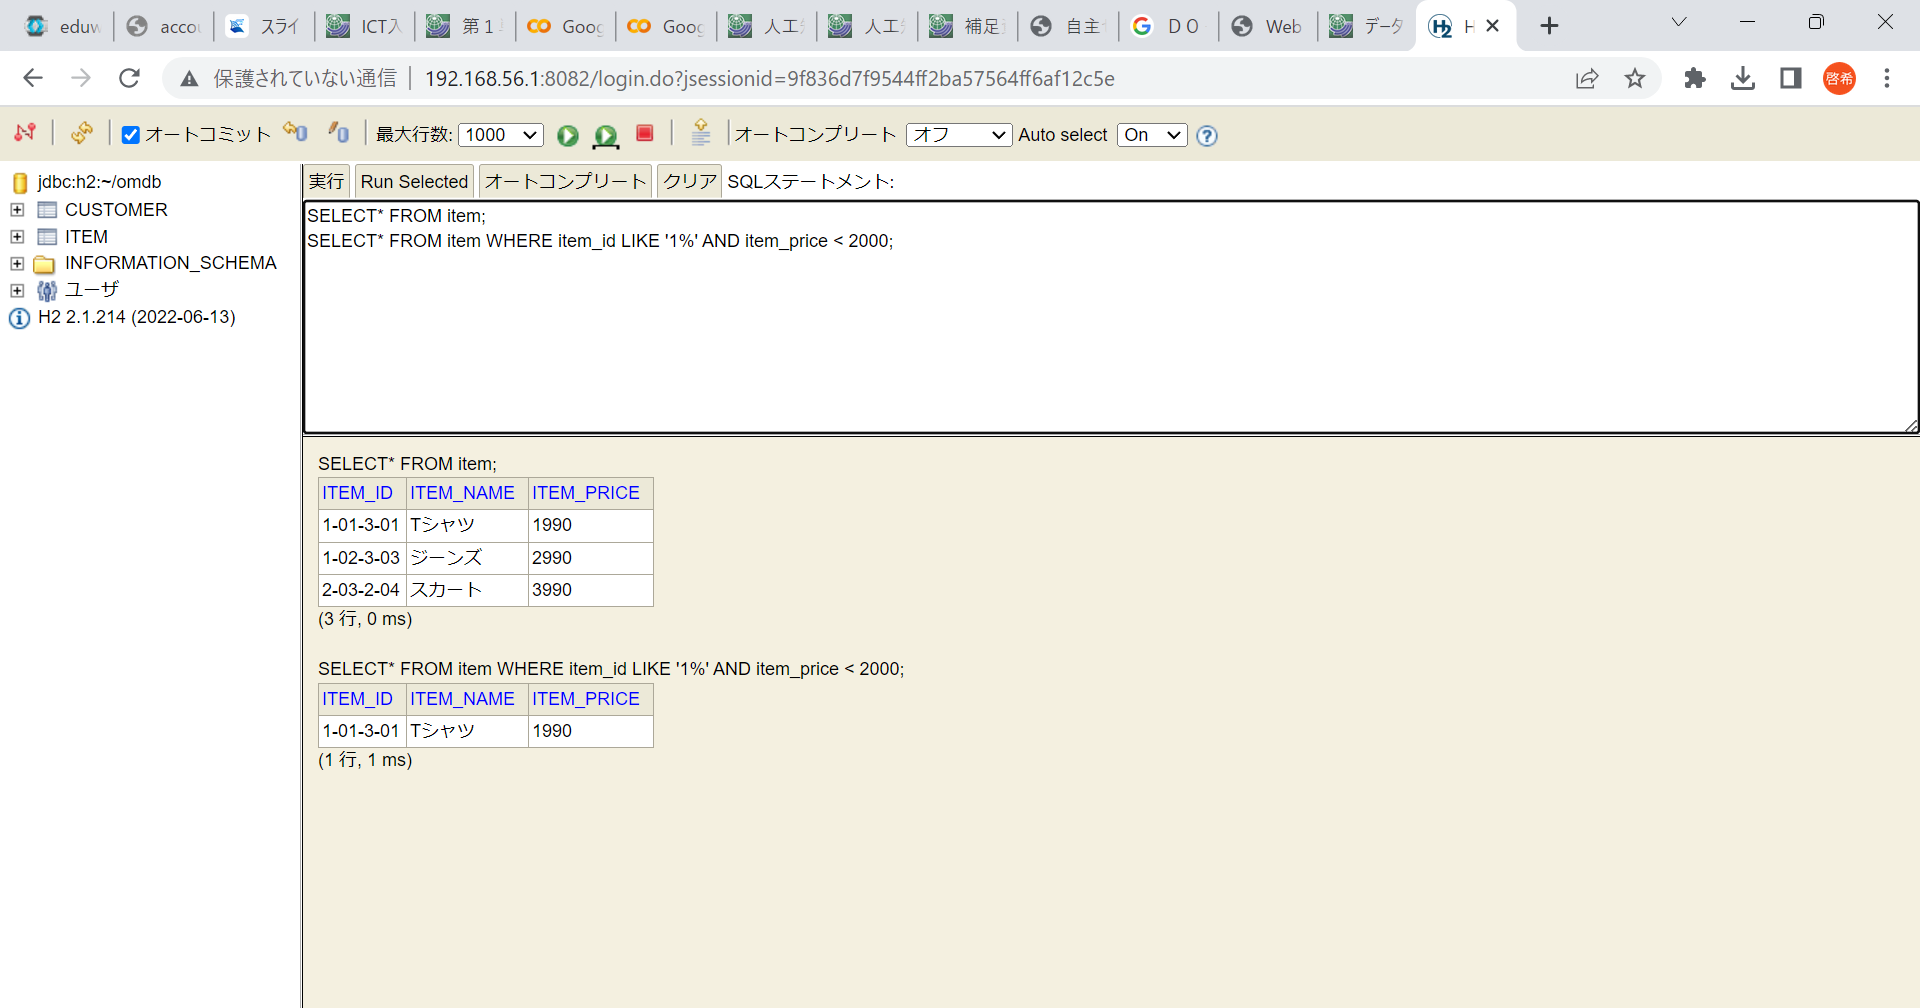 eduw
accou
スライ
ICT入
第１
Goog
Goog
人工
人工
補足
自主
ＤＯ
Web
データ
H
保護されていない通信 | 192.168.56.1:8082/login.do?jsessionid=9f836d7f9544ff2ba57564ff6af12c5e
啓希
オートコミット 最大行数: 1000 オートコンプリート オフ Auto select On
jdbc:h2:~/omdb
CUSTOMER
ITEM
INFORMATION_SCHEMA
ユーザ
H2 2.1.214 (2022-06-13)
実行 Run Selected オートコンプリート クリア SQLステートメント:
SELECT* FROM item;
SELECT* FROM item WHERE item_id LIKE '1%' AND item_price < 2000;
SELECT* FROM item;
ITEM_ID ITEM_NAME ITEM_PRICE
1-01-3-01 Tシャツ 1990
1-02-3-03 ジーンズ 2990
2-03-2-04 スカート 3990
(3 行, 0 ms)
SELECT* FROM item WHERE item_id LIKE '1%' AND item_price < 2000;
ITEM_ID ITEM_NAME ITEM_PRICE
1-01-3-01 Tシャツ 1990
(1 行, 1 ms)